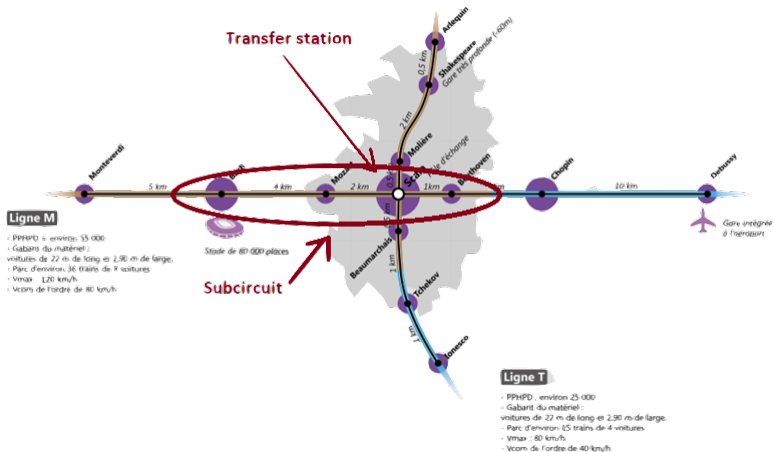 Transfer station
Arlequin
0,5 km
Shakespeare
Gare très profonde (-60m)
2 km
Molière
Pôle d'échange
Monteverdi
5 km
4 km
2 km
Scala
1km
Beethoven
Chopin
10 km
Debussy
Gare intégrée
à l'aéroport
Ligne M
- PPHPD : environ 55 000
- Gabarit du matériel :
voitures de 22 m de long et 2,90 m de large.
- Parc d'environ 36 trains de 8 voitures
- Vmax : 120 km/h
- Vcom de l'ordre de 80 km/h
Stade de 80 000 places
Subcircuit
Beaumarchais
1 km
Tchekov
1 km
Ionesco
Ligne T
- PPHPD : environ 25 000
- Gabarit du matériel :
voitures de 22 m de long et 2,90 m de large.
- Parc d'environ 15 trains de 4 voitures
- Vmax : 80 km/h
- Vcom de l'ordre de 40 km/h